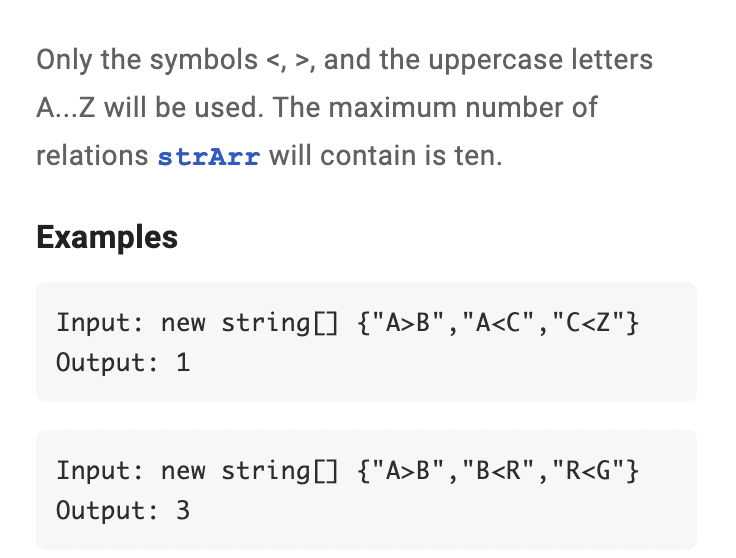 Only the symbols <, >, and the uppercase letters
A...Z will be used. The maximum number of
relations strArr will contain is ten.
Examples
Input: new string[] {"A>B","A<C","C<Z"}
Output: 1
Input: new string[] {"A>B","B<R","R<G"}
Output: 3